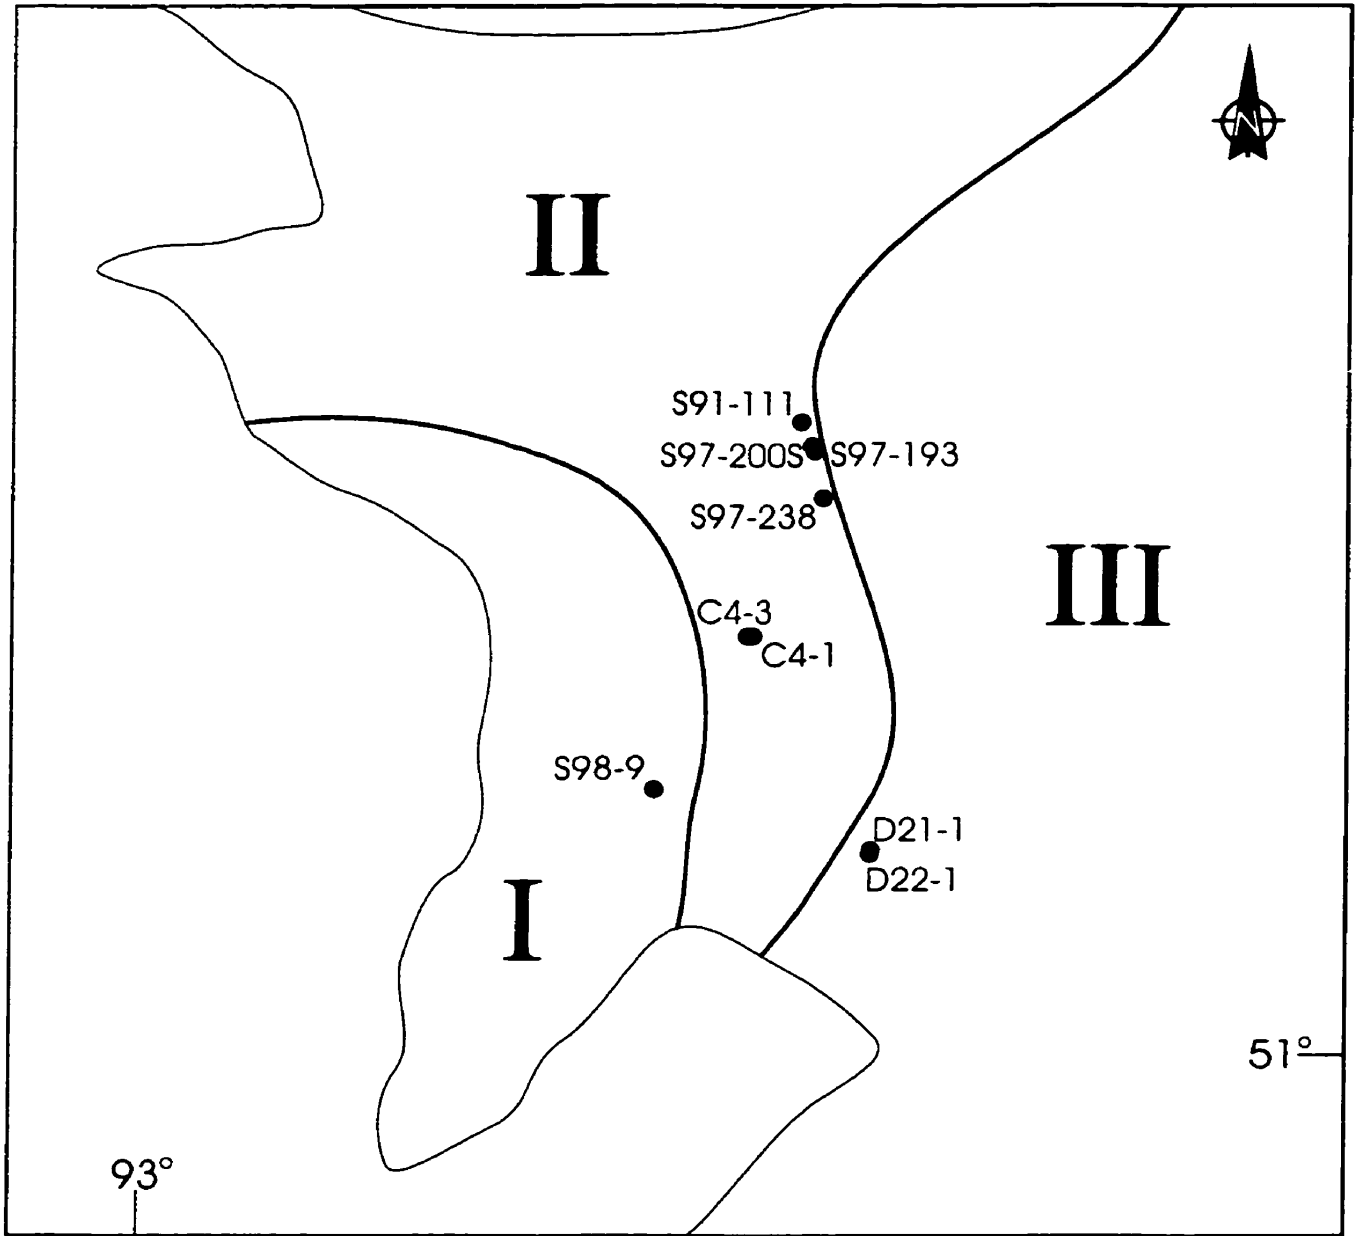 N
II
S91-111
S97-200S S97-193
S97-238
III
C4-3
C4-1
S98-9
D21-1
D22-1
I
51°
93°